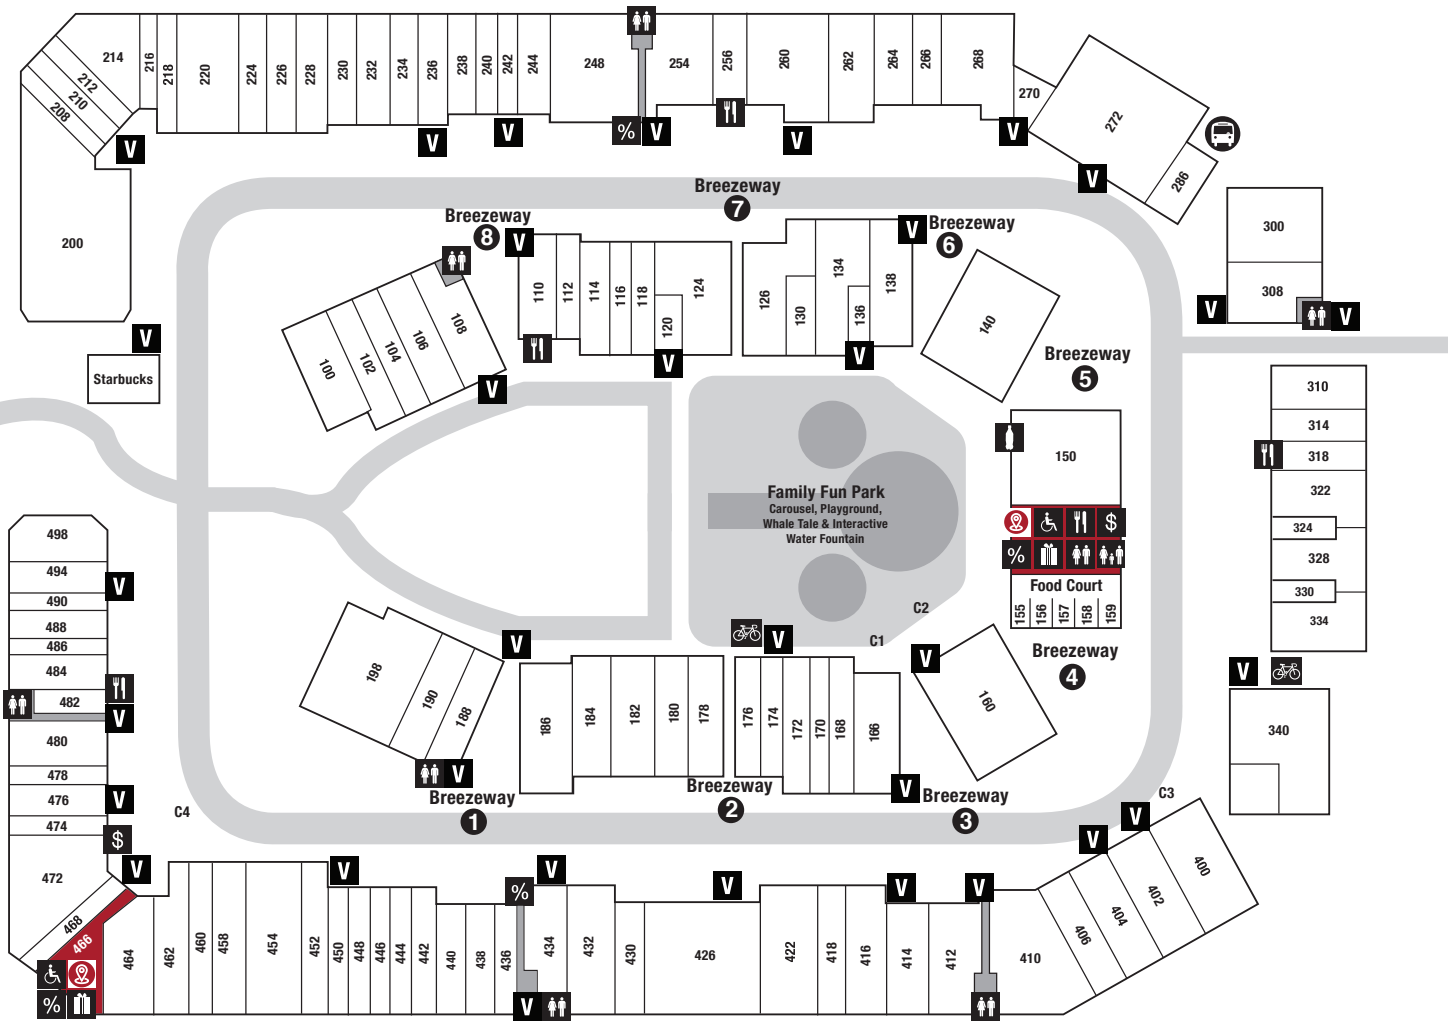 214
216
218
220
224
226
228
230
232
234
236
238
240
242
244
248
254
256
260
262
264
266
268
270
272
286
212
210
208
200
V
V
V
%
V
V
V
V
Breezeway
7
Breezeway
8
V
V
Breezeway
6
300
308
V
V
110
112
114
116
118
120
124
126
130
134
136
138
140
100
102
104
106
108
V
V
V
V
Starbucks
Breezeway
5
310
314
318
322
324
328
330
334
150
$
%
Food Court
155
156
157
158
159
Family Fun Park
Carousel, Playground,
Whale Tale & Interactive
Water Fountain
C2
C1
Breezeway
4
498
494
490
488
486
484
482
480
478
476
474
472
V
V
V
$
V
C4
198
190
188
V
V
Breezeway
1
186
184
182
180
178
Breezeway
2
V
176
174
172
170
168
166
V
Breezeway
3
V
160
V
340
C3
V
V
400
402
404
406
410
412
414
416
418
422
426
430
432
434
436
438
440
442
444
446
448
450
452
454
458
460
462
464
466
468
V
%
V
V
V
V
V
%